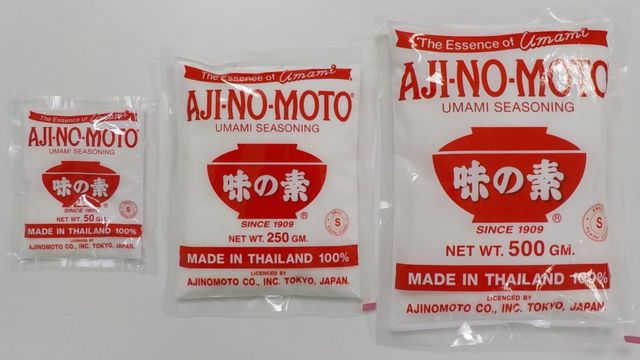 The Essence of Umami
AJI-NO-MOTO
UMAMI SEASONING
味の素
®
SINCE 1909
NET WT. 50 GM.
S
MADE IN THAILAND 100%
LICENCED BY
AJINOMOTO CO., INC. TOKYO, JAPAN.
The Essence of Umami
AJI-NO-MOTO®
UMAMI SEASONING
味の素
®
SINCE 1909
NET WT. 250 GM.
S
MADE IN THAILAND 100%
LICENCED BY
AJINOMOTO CO., INC. TOKYO, JAPAN.
The Essence of Umami
AJI-NO-MOTO
UMAMI SEASONING
味の素
®
SINCE 1909
NET WT. 500 GM.
S
MADE IN THAILAND 100%
LICENCED BY
AJINOMOTO CO., INC. TOKYO, JAPAN.